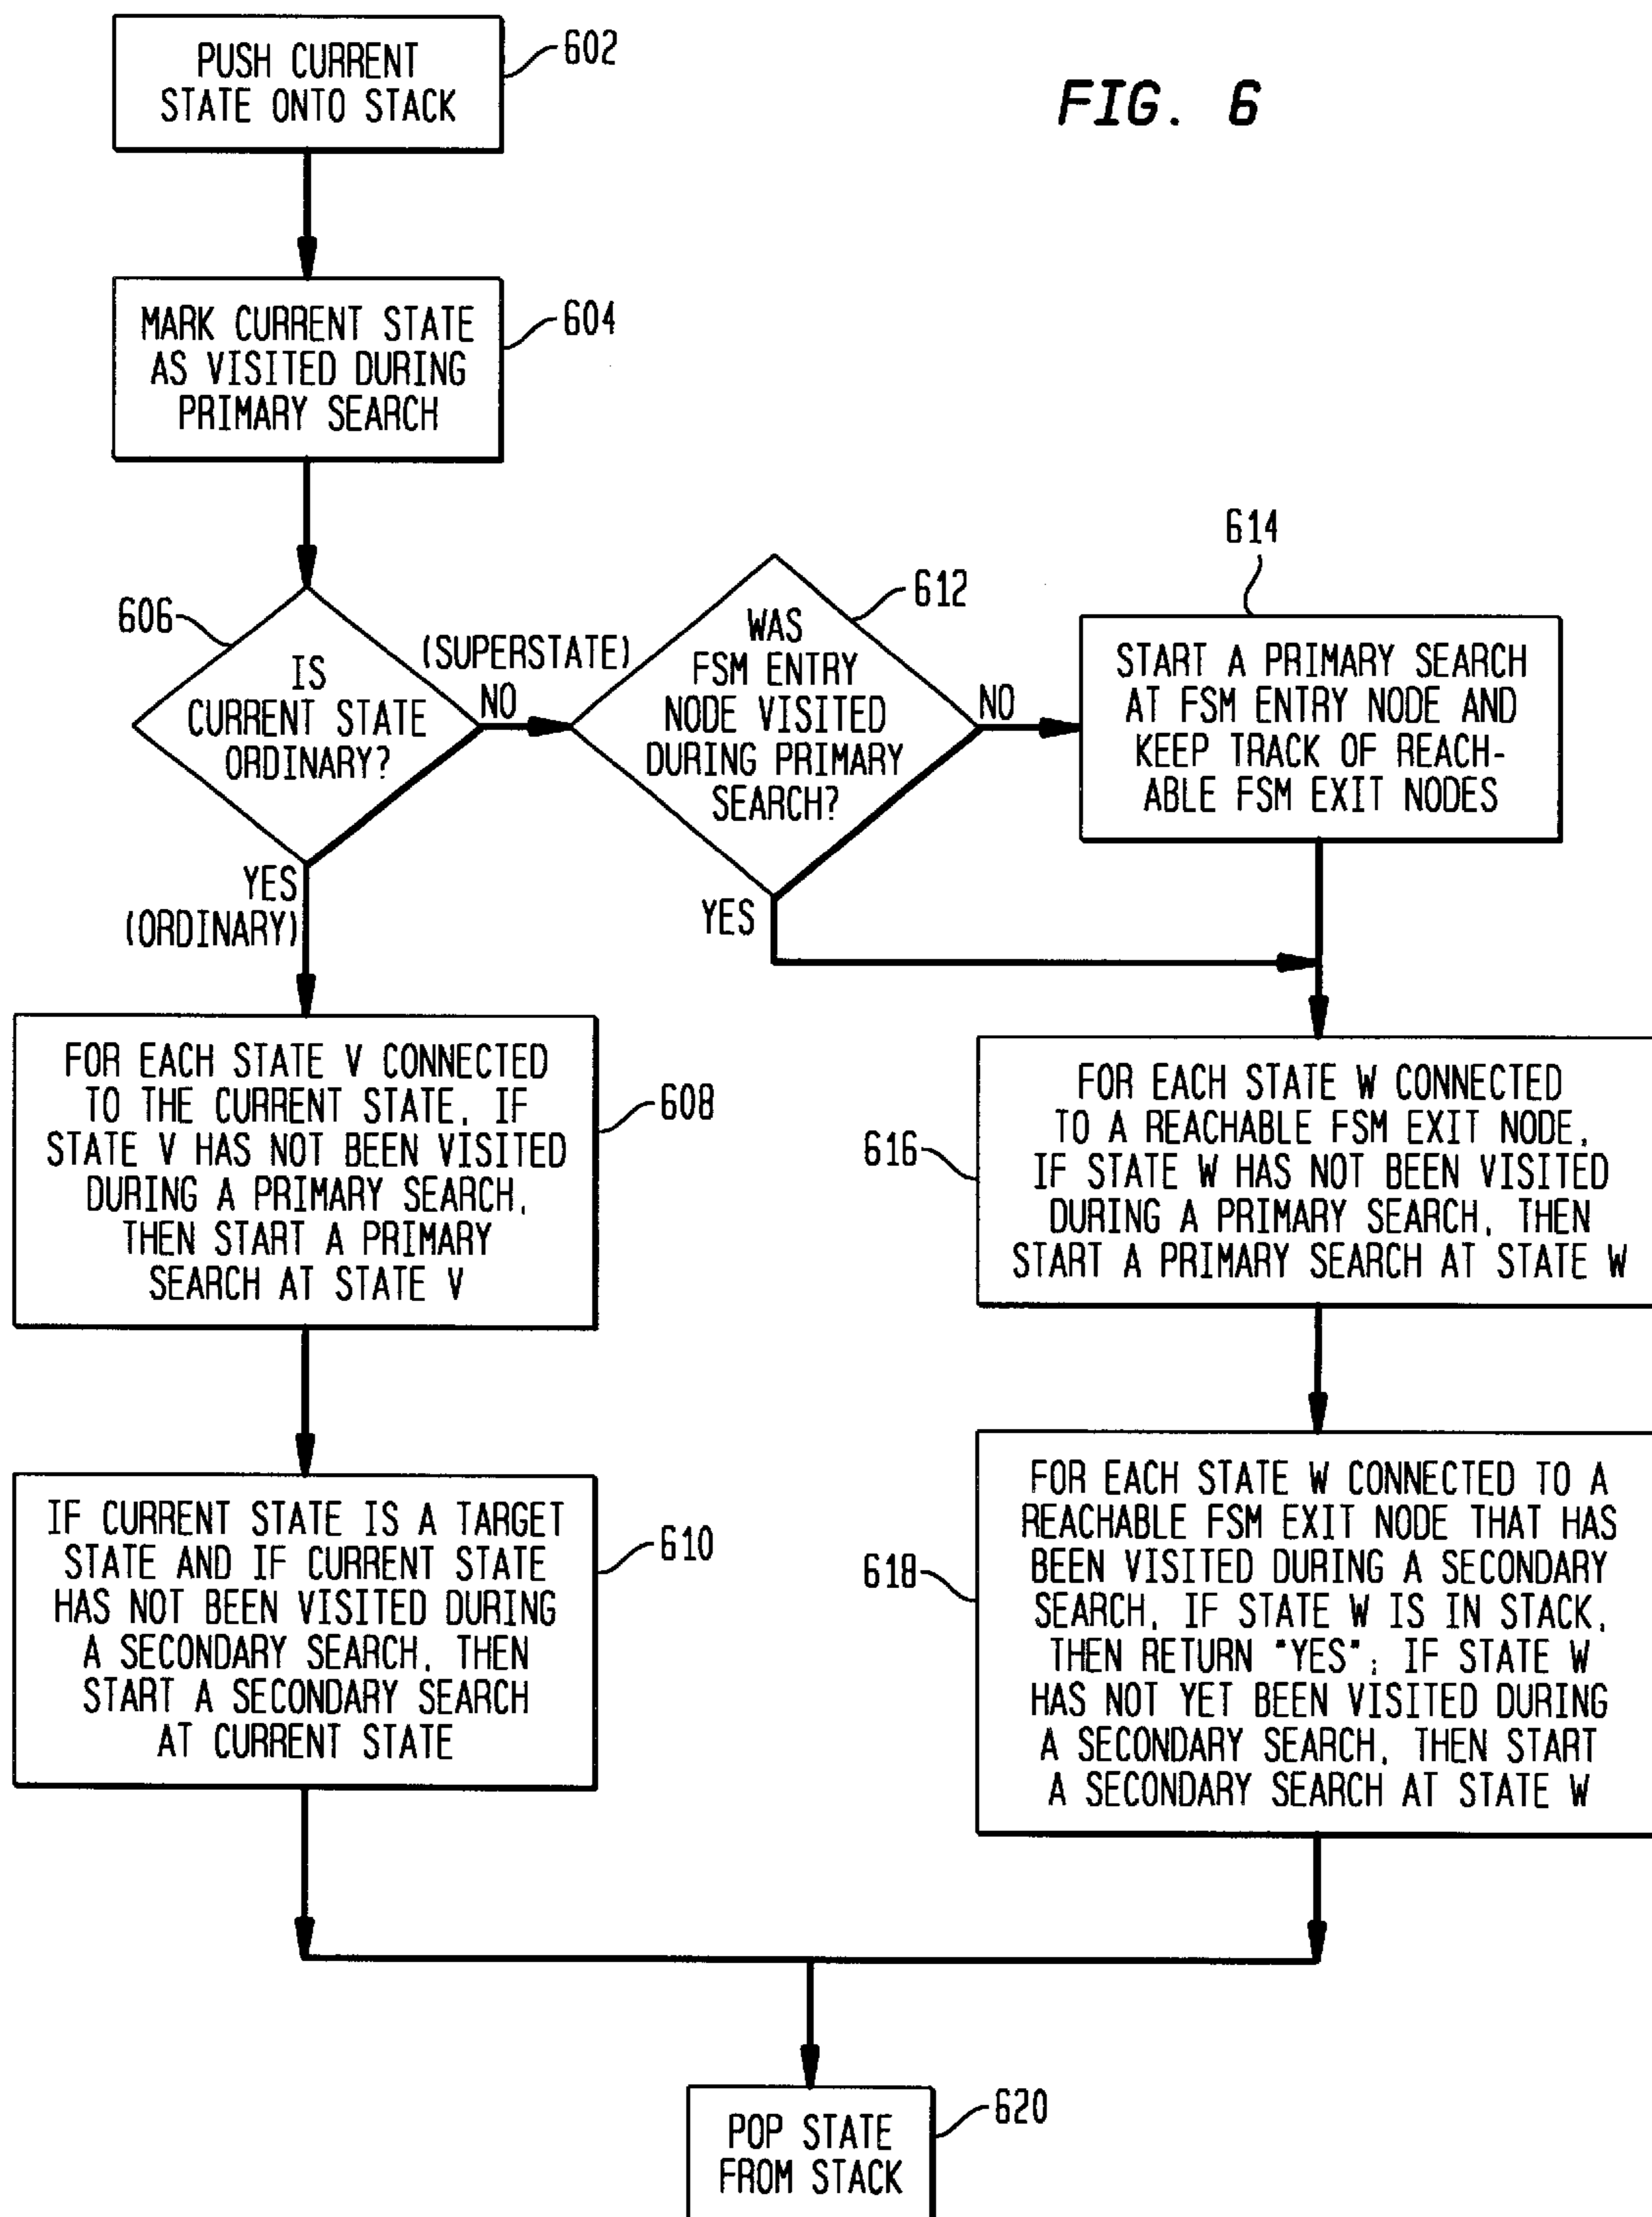 FIG. 6
PUSH CURRENT
STATE ONTO STACK
602
MARK CURRENT STATE
AS VISITED DURING
PRIMARY SEARCH
604
606
IS
CURRENT STATE
ORDINARY?
(SUPERSTATE)
NO
YES
(ORDINARY)
612
WAS
FSM ENTRY
NODE VISITED
DURING PRIMARY
SEARCH?
NO
YES
614
START A PRIMARY SEARCH
AT FSM ENTRY NODE AND
KEEP TRACK OF REACH-
ABLE FSM EXIT NODES
FOR EACH STATE V CONNECTED
TO THE CURRENT STATE, IF
STATE V HAS NOT BEEN VISITED
DURING A PRIMARY SEARCH,
THEN START A PRIMARY
SEARCH AT STATE V
608
616
FOR EACH STATE W CONNECTED
TO A REACHABLE FSM EXIT NODE,
IF STATE W HAS NOT BEEN VISITED
DURING A PRIMARY SEARCH, THEN
START A PRIMARY SEARCH AT STATE W
IF CURRENT STATE IS A TARGET
STATE AND IF CURRENT STATE
HAS NOT BEEN VISITED DURING
A SECONDARY SEARCH, THEN
START A SECONDARY SEARCH
AT CURRENT STATE
610
618
FOR EACH STATE W CONNECTED TO A
REACHABLE FSM EXIT NODE THAT HAS
BEEN VISITED DURING A SECONDARY
SEARCH, IF STATE W IS IN STACK,
THEN RETURN "YES"; IF STATE W
HAS NOT YET BEEN VISITED DURING
A SECONDARY SEARCH, THEN START
A SECONDARY SEARCH AT STATE W
POP STATE
FROM STACK
620